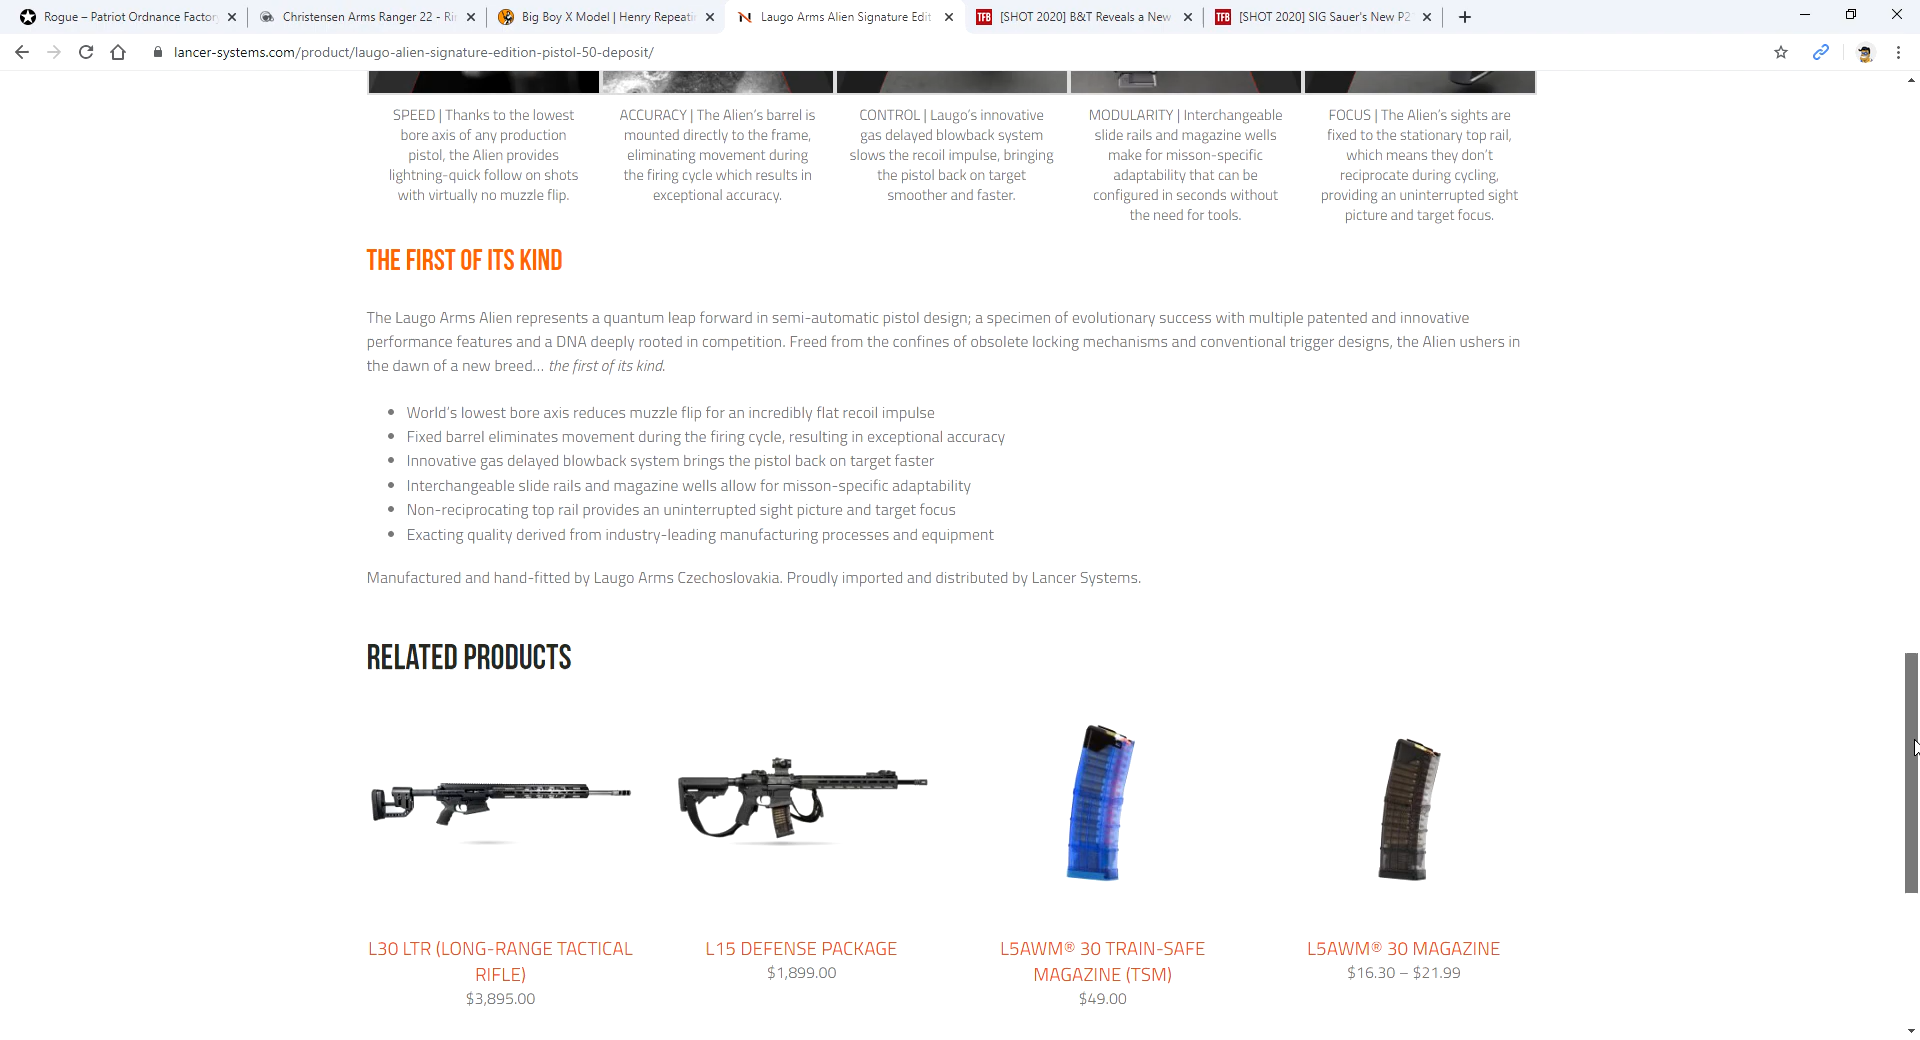 Rogue – Patriot Ordnance Factor
Christensen Arms Ranger 22 - Ri
Big Boy X Model | Henry Repeati
Laugo Arms Alien Signature Edit
TFB
[SHOT 2020] B&T Reveals a New
TFB
[SHOT 2020] SIG Sauer's New P2
lancer-systems.com/product/laugo-alien-signature-edition-pistol-50-deposit/
SPEED | Thanks to the lowest
bore axis of any production
pistol, the Alien provides
lightning-quick follow on shots
with virtually no muzzle flip.
ACCURACY | The Alien's barrel is
mounted directly to the frame,
eliminating movement during
the firing cycle which results in
exceptional accuracy.
CONTROL | Laugo's innovative
gas delayed blowback system
slows the recoil impulse, bringing
the pistol back on target
smoother and faster.
MODULARITY | Interchangeable
slide rails and magazine wells
make for misson-specific
adaptability that can be
configured in seconds without
the need for tools.
FOCUS | The Alien's sights are
fixed to the stationary top rail,
which means they don't
reciprocate during cycling,
providing an uninterrupted sight
picture and target focus.
THE FIRST OF ITS KIND
The Laugo Arms Alien represents a quantum leap forward in semi-automatic pistol design; a specimen of evolutionary success with multiple patented and innovative
performance features and a DNA deeply rooted in competition. Freed from the confines of obsolete locking mechanisms and conventional trigger designs, the Alien ushers in
the dawn of a new breed… the first of its kind.
• World's lowest bore axis reduces muzzle flip for an incredibly flat recoil impulse
• Fixed barrel eliminates movement during the firing cycle, resulting in exceptional accuracy
• Innovative gas delayed blowback system brings the pistol back on target faster
• Interchangeable slide rails and magazine wells allow for misson-specific adaptability
• Non-reciprocating top rail provides an uninterrupted sight picture and target focus
• Exacting quality derived from industry-leading manufacturing processes and equipment
Manufactured and hand-fitted by Laugo Arms Czechoslovakia. Proudly imported and distributed by Lancer Systems.
RELATED PRODUCTS
L30 LTR (LONG-RANGE TACTICAL
RIFLE)
$3,895.00
L15 DEFENSE PACKAGE
$1,899.00
L5AWM® 30 TRAIN-SAFE
MAGAZINE (TSM)
$49.00
L5AWM® 30 MAGAZINE
$16.30 – $21.99